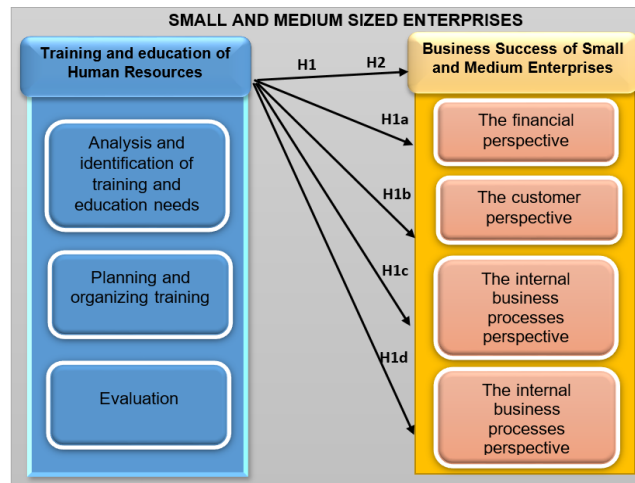 SMALL AND MEDIUM SIZED ENTERPRISES
Training and education of
Human Resources
Analysis and
identification of
training and
education needs
Planning and
organizing training
Evaluation
H1
H2
H1a
H1b
H1c
H1d
Business Success of Small
and Medium Enterprises
The financial
perspective
The customer
perspective
The internal
business
processes
perspective
The internal
business
processes
perspective